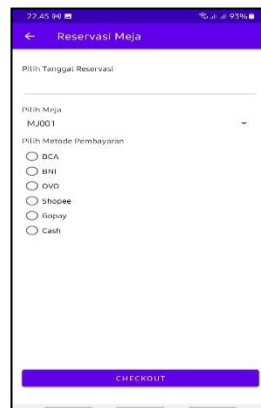 22.45
93%
Reservasi Meja
Pilih Tanggal Reservasi
Pilih Meja
MJ001
Pilih Metode Pembayaran
BCA
BNI
OVO
Shopee
Gopay
Cash
CHECKOUT